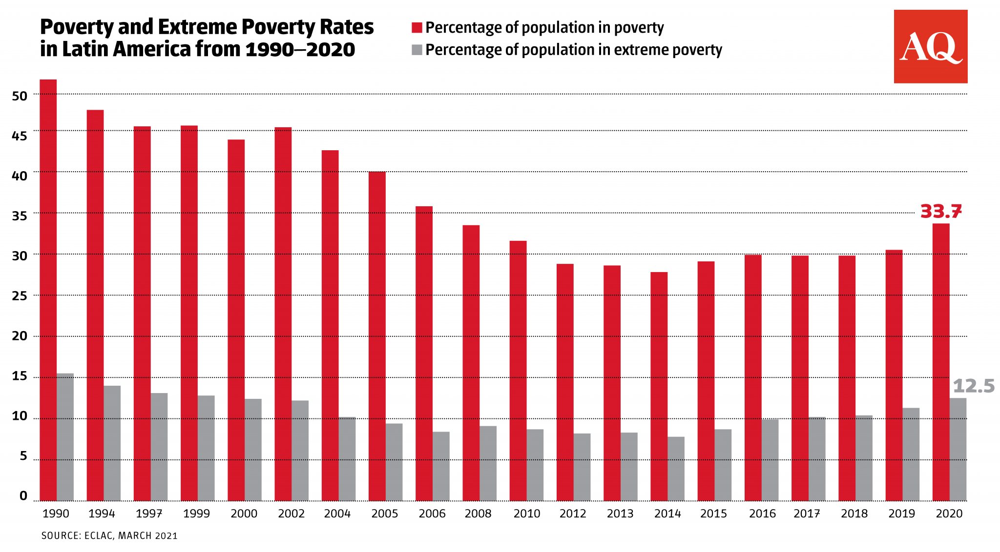 Poverty and Extreme Poverty Rates
in Latin America from 1990–2020
Percentage of population in poverty
Percentage of population in extreme poverty
AQ
50
45
40
35
30
25
20
15
10
5
0
33.7
12.5
1990 1994 1997 1999 2000 2002 2004 2005 2006 2008 2010 2012 2013 2014 2015 2016 2017 2018 2019 2020
SOURCE: ECLAC, MARCH 2021